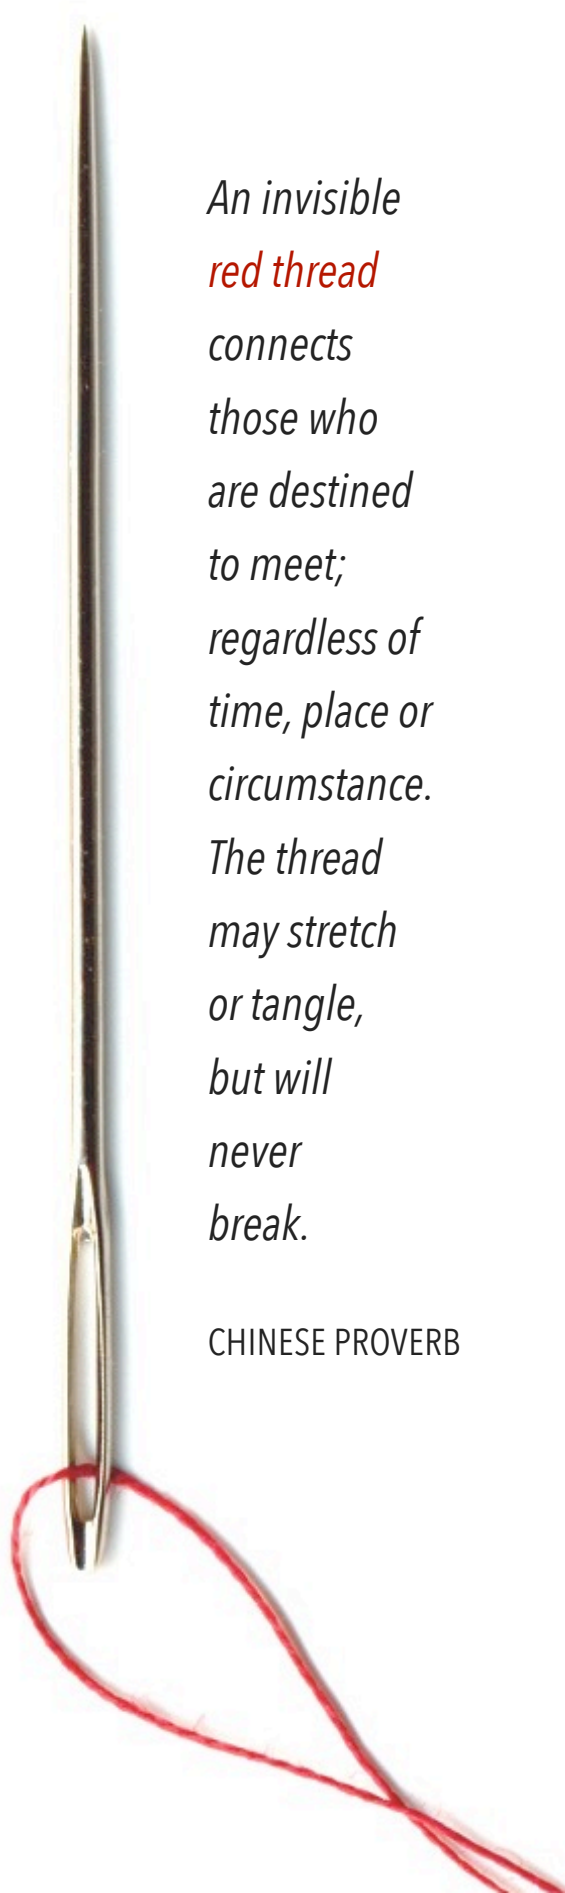 An invisible
red thread
connects
those who
are destined
to meet;
regardless of
time, place or
circumstance.
The thread
may stretch
or tangle,
but will
never
break.
CHINESE PROVERB